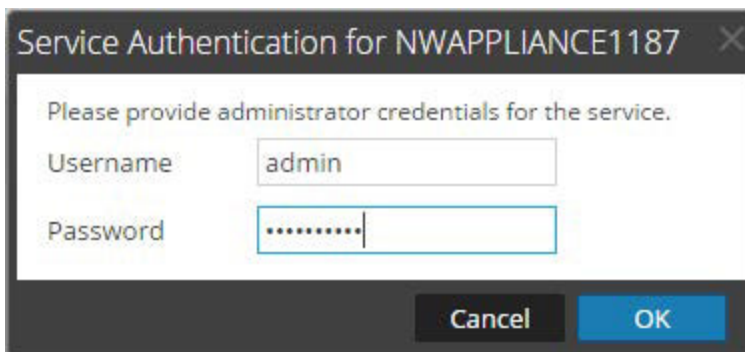 Service Authentication for NWAPPLIANCE1187
Please provide administrator credentials for the service.
Username admin
Password ••••••••••
Cancel OK